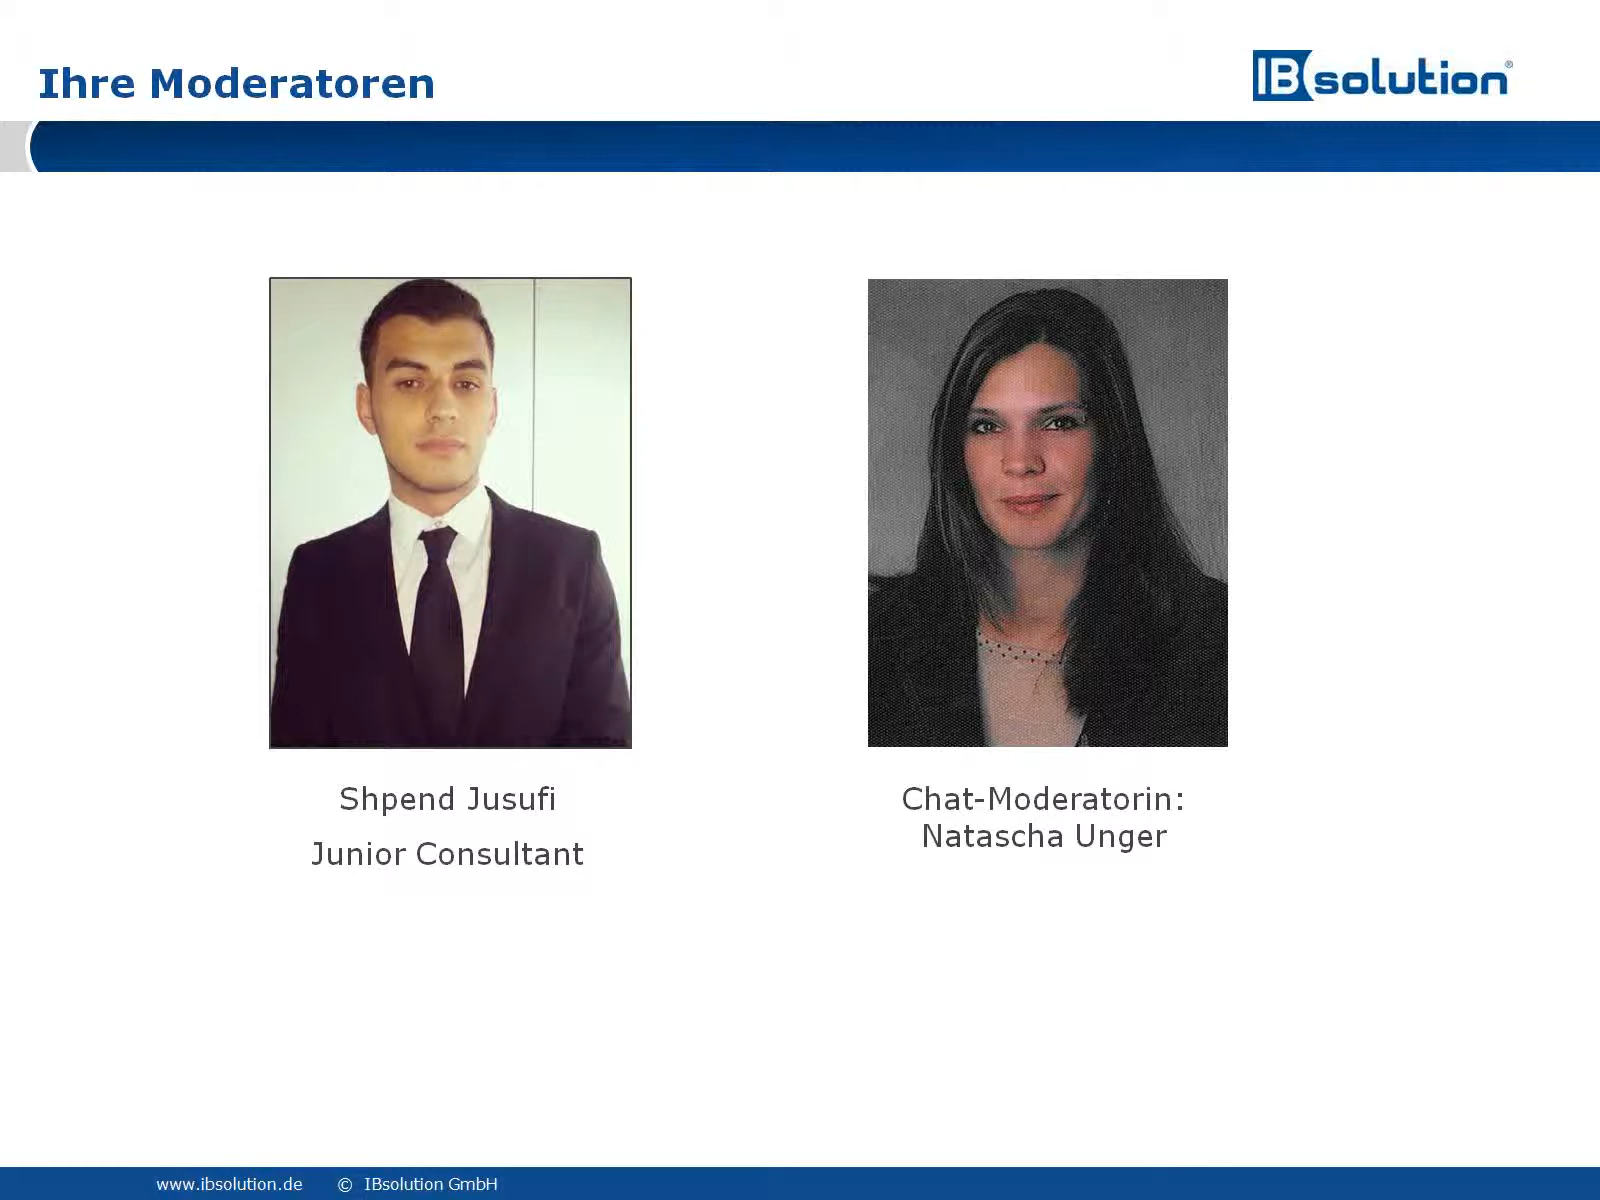 Ihre Moderatoren
IBsolution®
Shpend Jusufi
Junior Consultant
Chat-Moderatorin:
Natascha Unger
www.ibsolution.de © IBsolution GmbH